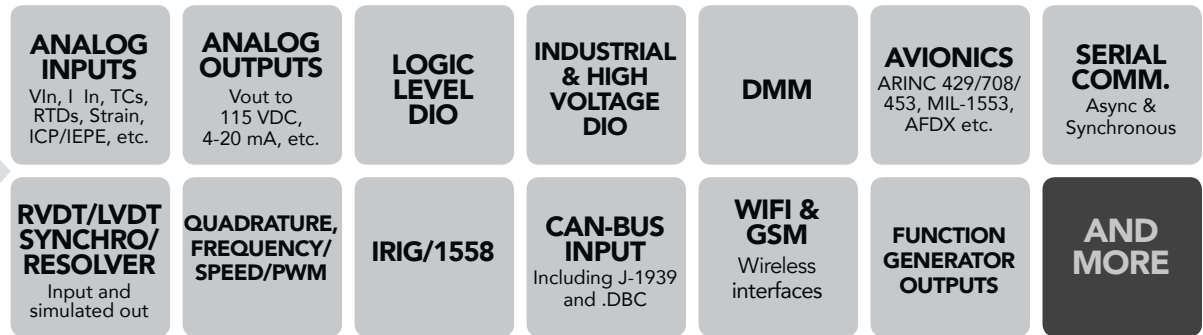 ANALOG
INPUTS
VIn, I In, TCs,
RTDs, Strain,
ICP/IEPE, etc.
ANALOG
OUTPUTS
Vout to
115 VDC,
4-20 mA, etc.
LOGIC
LEVEL
DIO
INDUSTRIAL
& HIGH
VOLTAGE
DIO
DMM
AVIONICS
ARINC 429/708/
453, MIL-1553,
AFDX etc.
SERIAL
COMM.
Async &
Synchronous
RVDT/LVDT
SYNCHRO/
RESOLVER
Input and
simulated out
QUADRATURE,
FREQUENCY/
SPEED/PWM
IRIG/1558
CAN-BUS
INPUT
Including J-1939
and .DBC
WIFI &
GSM
Wireless
interfaces
FUNCTION
GENERATOR
OUTPUTS
AND
MORE